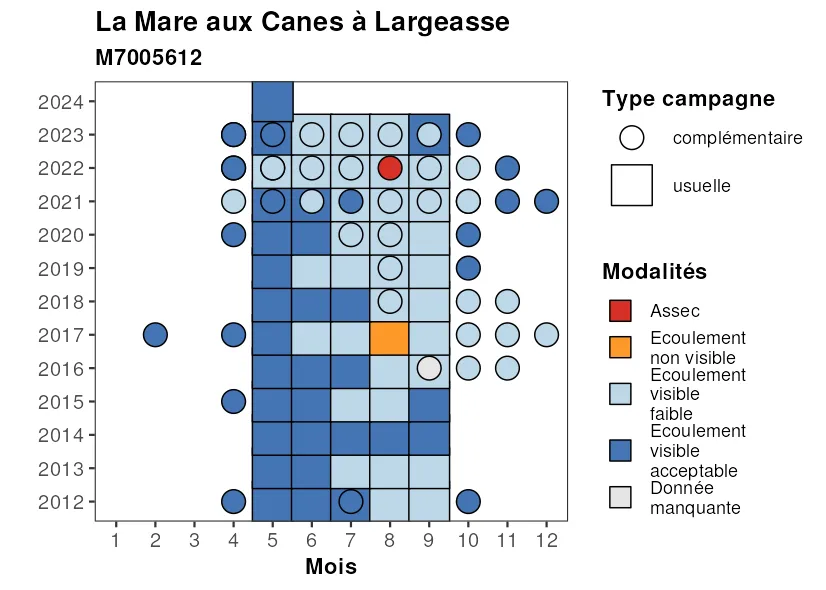 La Mare aux Canes à Largeasse
M7005612
2024
2023
2022
2021
2020
2019
2018
2017
2016
2015
2014
2013
2012
1 2 3 4 5 6 7 8 9 10 11 12
Mois
Type campagne
complémentaire
usuelle
Modalités
Assec
Ecoulement
non visible
Ecoulement
visible
faible
Ecoulement
visible
acceptable
Donnée
manquante